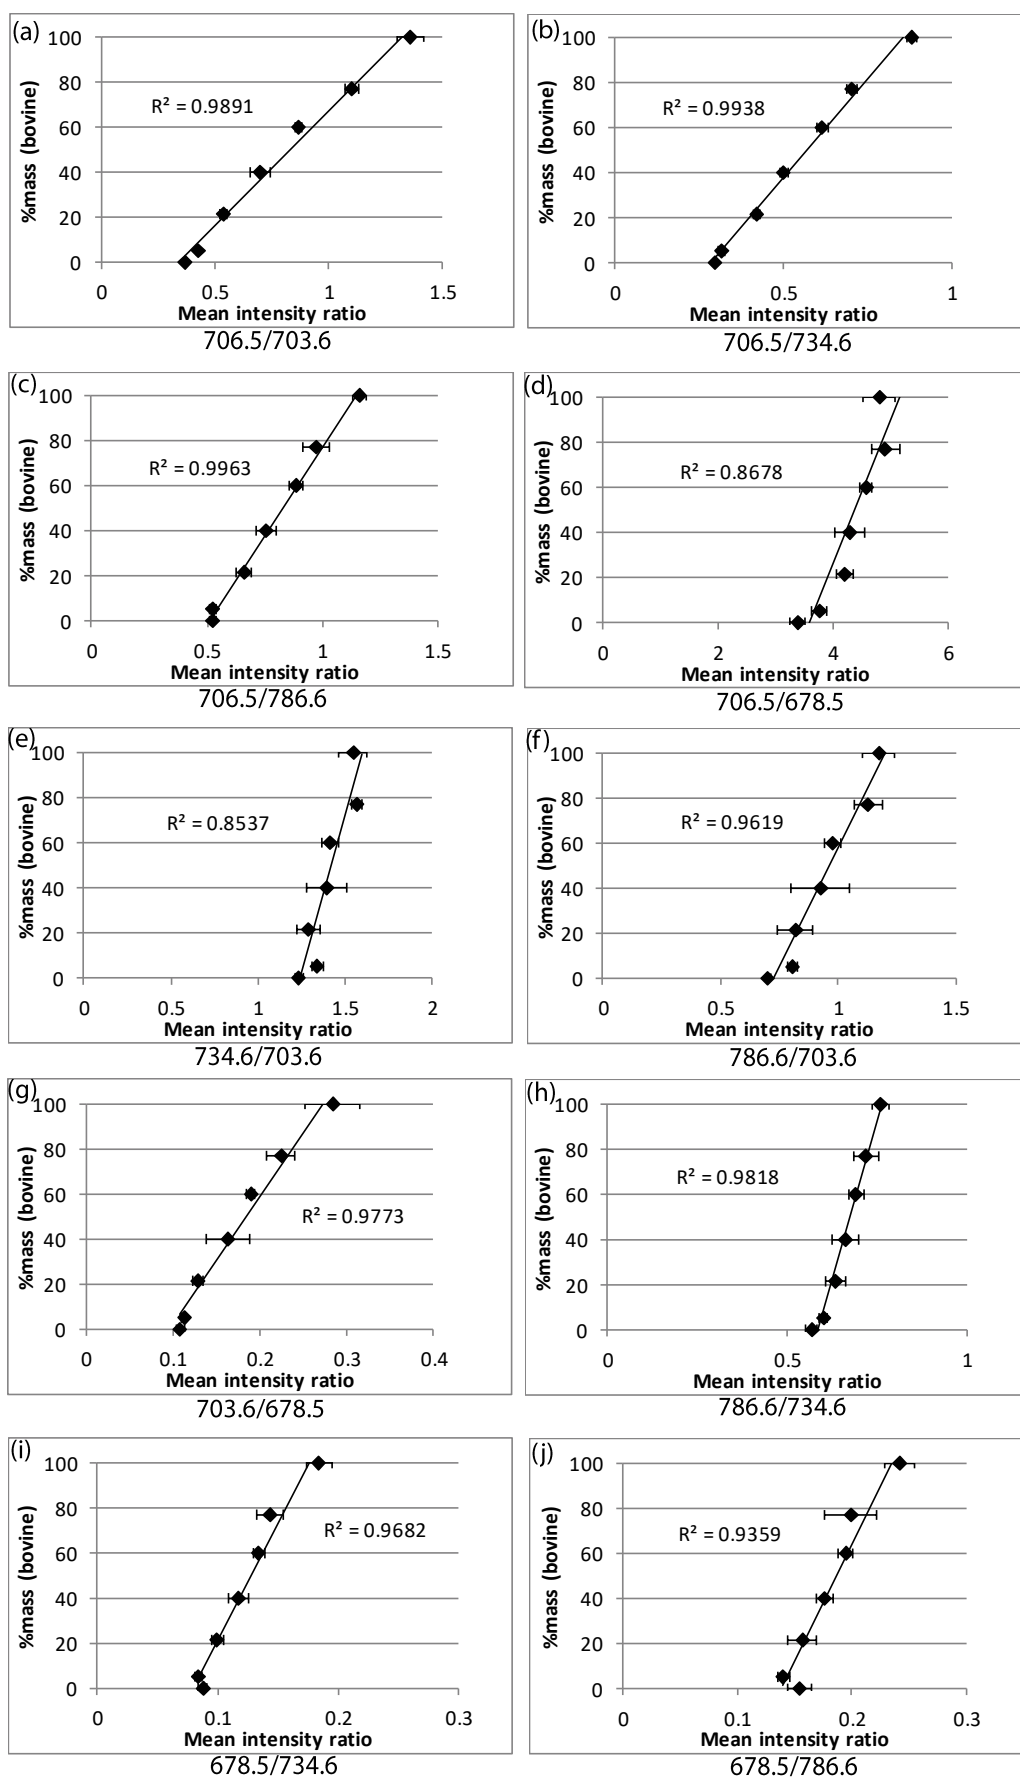 (a)
100
80
60
40
20
0
%mass (bovine)
R² = 0.9891
0 0.5 1 1.5
Mean intensity ratio
706.5/703.6
(b)
100
80
60
40
20
0
%mass (bovine)
R² = 0.9938
0 0.5 1
Mean intensity ratio
706.5/734.6
(c)
100
80
60
40
20
0
%mass (bovine)
R² = 0.9963
0 0.5 1 1.5
Mean intensity ratio
706.5/786.6
(d)
100
80
60
40
20
0
%mass (bovine)
R² = 0.8678
0 2 4 6
Mean intensity ratio
706.5/678.5
(e)
100
80
60
40
20
0
%mass (bovine)
R² = 0.8537
0 0.5 1 1.5 2
Mean intensity ratio
734.6/703.6
(f)
100
80
60
40
20
0
%mass (bovine)
R² = 0.9619
0 0.5 1 1.5
Mean intensity ratio
786.6/703.6
(g)
100
80
60
40
20
0
%mass (bovine)
R² = 0.9773
0 0.1 0.2 0.3 0.4
Mean intensity ratio
703.6/678.5
(h)
100
80
60
40
20
0
%mass (bovine)
R² = 0.9818
0 0.5 1
Mean intensity ratio
786.6/734.6
(i)
100
80
60
40
20
0
%mass (bovine)
R² = 0.9682
0 0.1 0.2 0.3
Mean intensity ratio
678.5/734.6
(j)
100
80
60
40
20
0
%mass (bovine)
R² = 0.9359
0 0.1 0.2 0.3
Mean intensity ratio
678.5/786.6